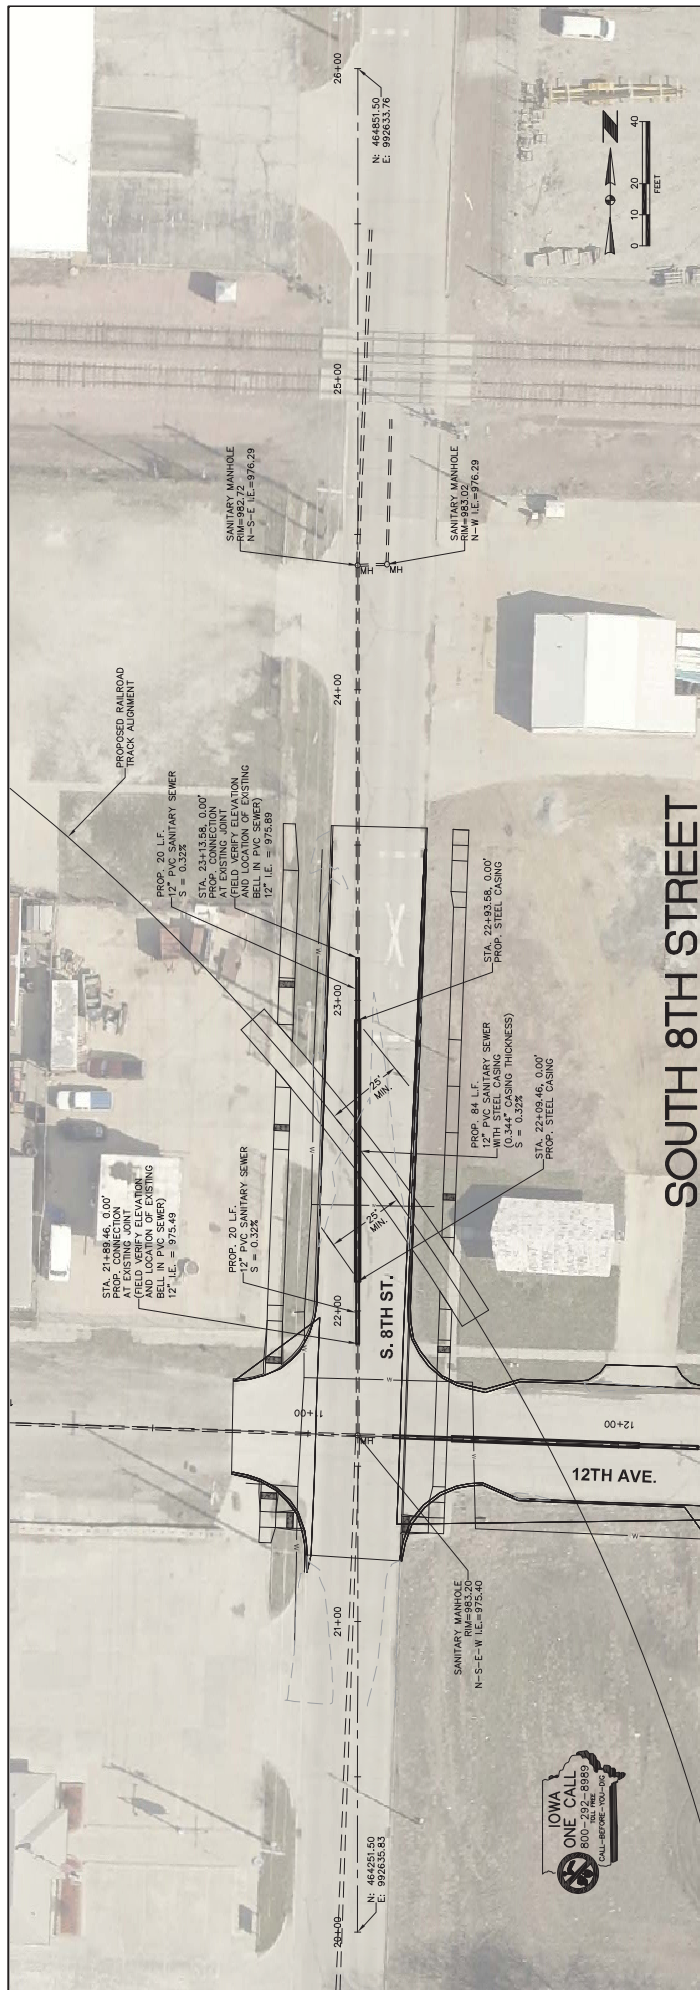 26+00
N: 464851.50
E: 992633.76
0 10 20 40
FEET
25+00
SANITARY MANHOLE
RIM=982.72
N-S-E I.E.=976.29
SANITARY MANHOLE
RIM=983.02
N-W I.E.=976.29
MH
MH
24+00
PROPOSED RAILROAD
TRACK ALIGNMENT
PROP. 20 L.F.
12" PVC SANITARY SEWER
S = 0.32%
STA. 23+13.58, 0.00'
PROP. CONNECTION
AT EXISTING JOINT
(FIELD VERIFY ELEVATION
AND LOCATION OF EXISTING
BELL IN PVC SEWER)
12" I.E. = 975.89
W
23+00
STA. 22+93.58, 0.00'
PROP. STEEL CASING
25'
MIN.
PROP. 84 L.F.
12" PVC SANITARY SEWER
WITH STEEL CASING
(0.344" CASING THICKNESS)
S = 0.32%
STA. 22+09.46, 0.00'
PROP. STEEL CASING
W
25'
MIN.
STA. 21+89.46, 0.00'
PROP. CONNECTION
AT EXISTING JOINT
(FIELD VERIFY ELEVATION
AND LOCATION OF EXISTING
BELL IN PVC SEWER)
12" I.E. = 975.49
PROP. 20 L.F.
12" PVC SANITARY SEWER
S = 0.32%
22+00
S. 8TH ST.
SOUTH 8TH STREET
W
W
W
11+00
12+00
MH
12TH AVE.
W
W
W
21+00
SANITARY MANHOLE
RIM=983.20
N-S-E-W I.E.=975.40
N: 464251.50
E: 992635.83
20+00
IOWA
ONE CALL
800-292-8989
TOLL FREE
CALL-BEFORE-YOU-DIG